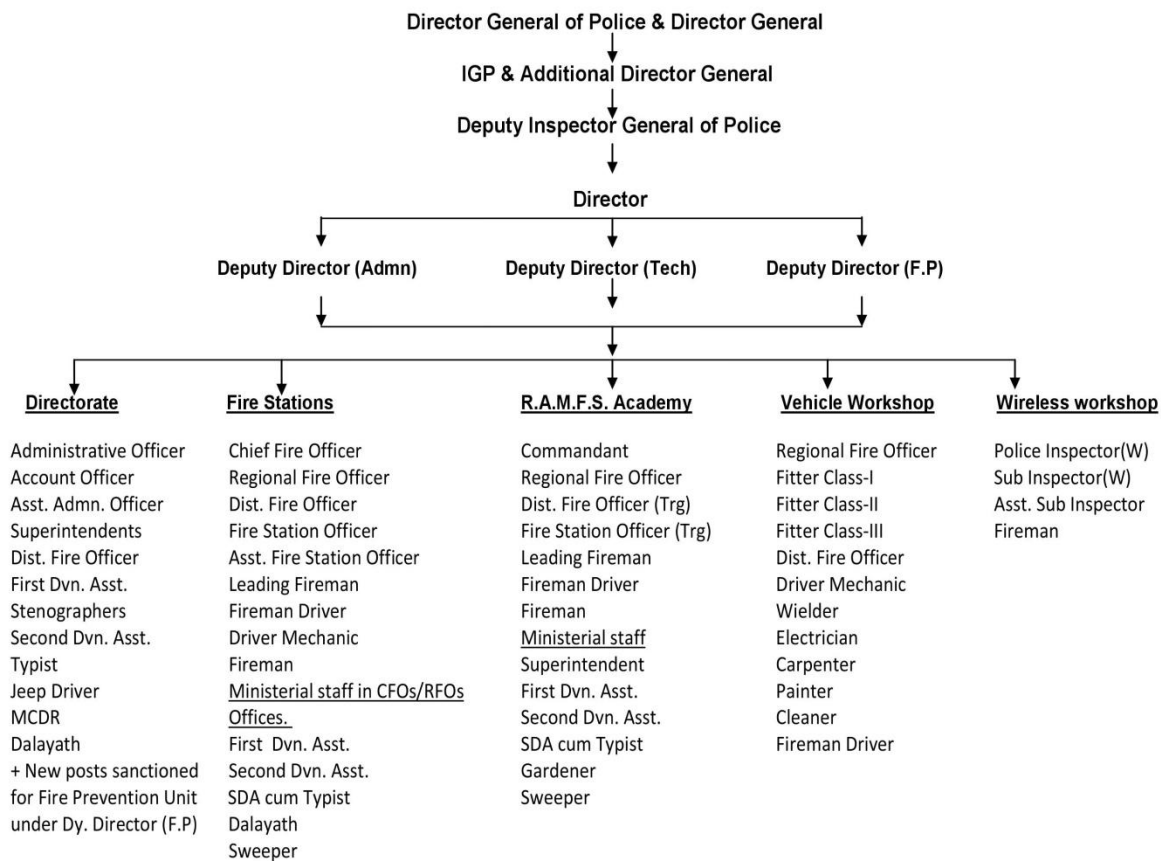 Director General of Police & Director General
IGP & Additional Director General
Deputy Inspector General of Police
Director
Deputy Director (Admn)
Deputy Director (Tech)
Deputy Director (F.P)
Directorate
Administrative Officer
Account Officer
Asst. Admn. Officer
Superintendents
Dist. Fire Officer
First Dvn. Asst.
Stenographers
Second Dvn. Asst.
Typist
Jeep Driver
MCDR
Dalayath
+ New posts sanctioned
for Fire Prevention Unit
under Dy. Director (F.P)
Fire Stations
Chief Fire Officer
Regional Fire Officer
Dist. Fire Officer
Fire Station Officer
Asst. Fire Station Officer
Leading Fireman
Fireman Driver
Driver Mechanic
Fireman
Ministerial staff in CFOs/RFOs
Offices.
First Dvn. Asst.
Second Dvn. Asst.
SDA cum Typist
Dalayath
Sweeper
R.A.M.F.S. Academy
Commandant
Regional Fire Officer
Dist. Fire Officer (Trg)
Fire Station Officer (Trg)
Leading Fireman
Fireman Driver
Fireman
Ministerial staff
Superintendent
First Dvn. Asst.
Second Dvn. Asst.
SDA cum Typist
Gardener
Sweeper
Vehicle Workshop
Regional Fire Officer
Fitter Class-I
Fitter Class-II
Fitter Class-III
Dist. Fire Officer
Driver Mechanic
Wielder
Electrician
Carpenter
Painter
Cleaner
Fireman Driver
Wireless workshop
Police Inspector(W)
Sub Inspector(W)
Asst. Sub Inspector
Fireman